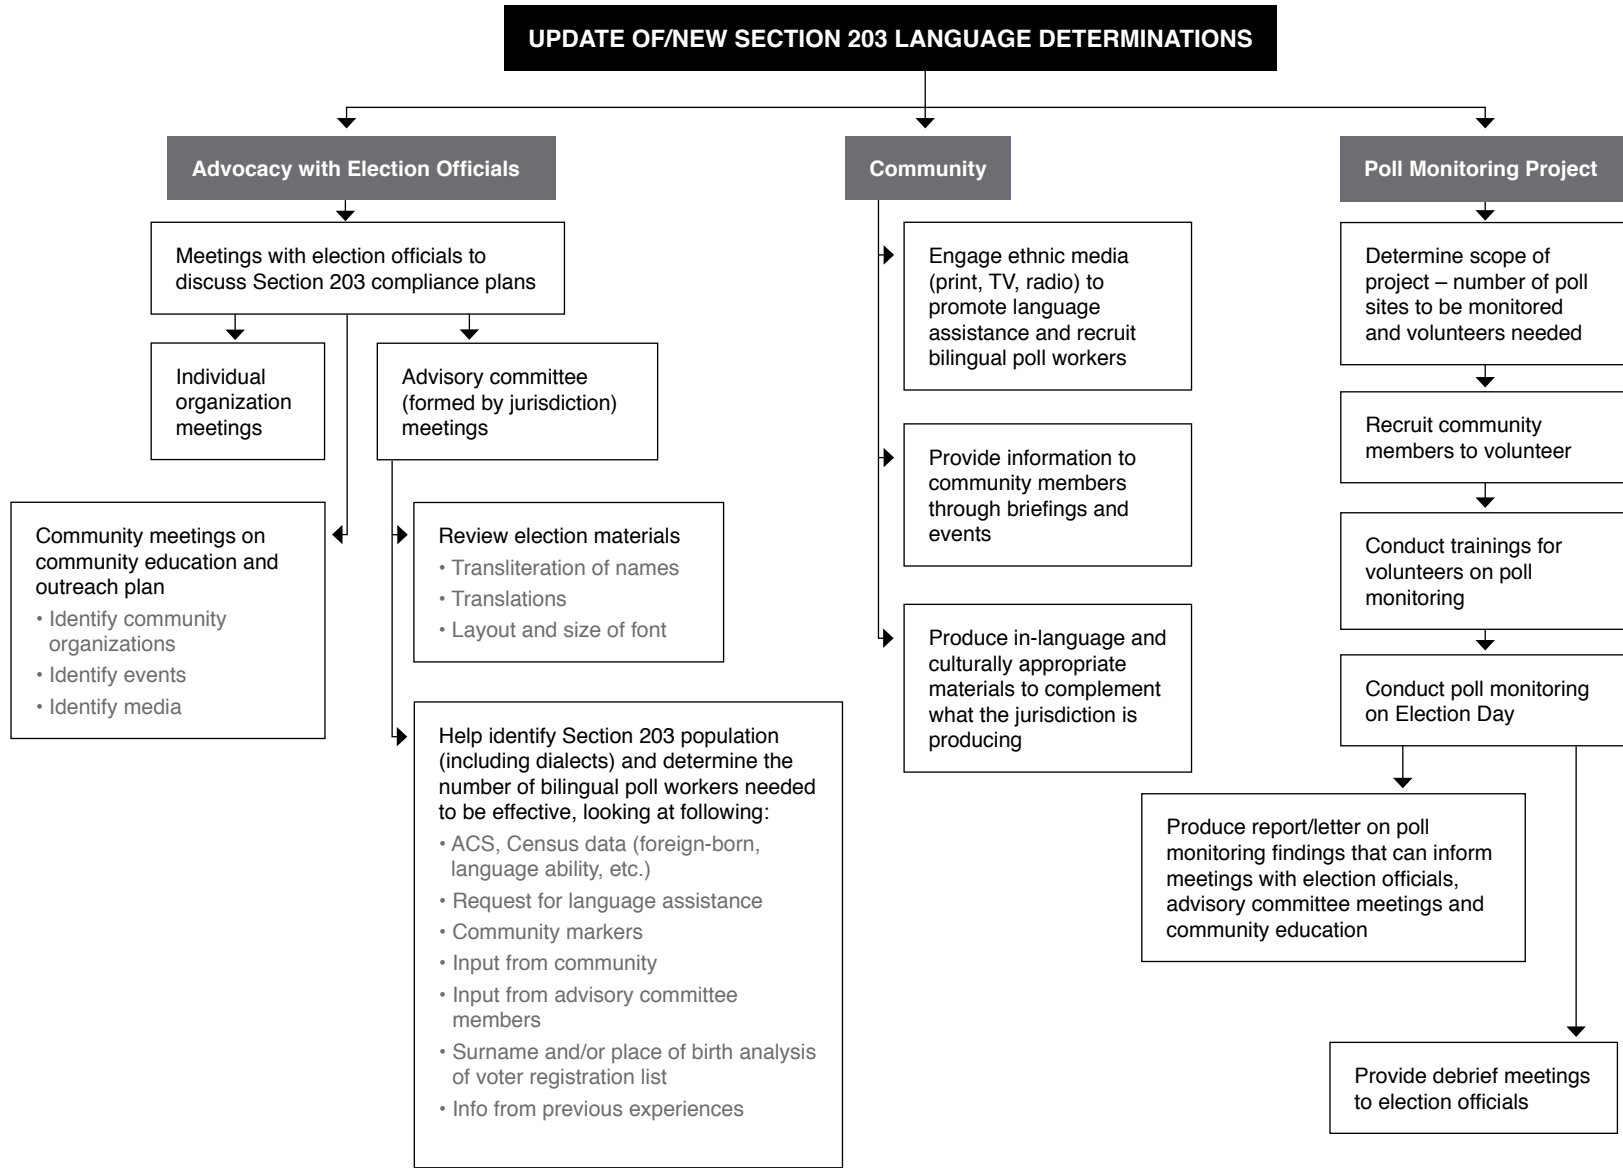 UPDATE OF/NEW SECTION 203 LANGUAGE DETERMINATIONS
Advocacy with Election Officials
Meetings with election officials to
discuss Section 203 compliance plans
Individual
organization
meetings
Advisory committee
(formed by jurisdiction)
meetings
Community meetings on
community education and
outreach plan
• Identify community
organizations
• Identify events
• Identify media
Review election materials
• Transliteration of names
• Translations
• Layout and size of font
Help identify Section 203 population
(including dialects) and determine the
number of bilingual poll workers needed
to be effective, looking at following:
• ACS, Census data (foreign-born,
language ability, etc.)
• Request for language assistance
• Community markers
• Input from community
• Input from advisory committee
members
• Surname and/or place of birth analysis
of voter registration list
• Info from previous experiences
Community
Engage ethnic media
(print, TV, radio) to
promote language
assistance and recruit
bilingual poll workers
Provide information to
community members
through briefings and
events
Produce in-language and
culturally appropriate
materials to complement
what the jurisdiction is
producing
Poll Monitoring Project
Determine scope of
project – number of poll
sites to be monitored
and volunteers needed
Recruit community
members to volunteer
Conduct trainings for
volunteers on poll
monitoring
Conduct poll monitoring
on Election Day
Produce report/letter on poll
monitoring findings that can inform
meetings with election officials,
advisory committee meetings and
community education
Provide debrief meetings
to election officials